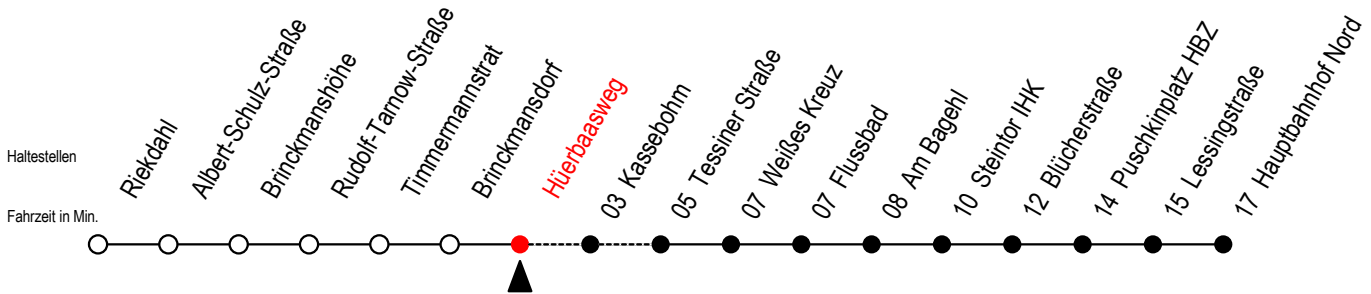 Haltestellen
Fahrzeit in Min.
Riekdahl
Albert-Schulz-Straße
Brinckmanshöhe
Rudolf-Tarnow-Straße
Timmermannstrat
Brinckmansdorf
Hüerbaasweg
03 Kassebohm
05 Tessiner Straße
07 Weißes Kreuz
07 Flussbad
08 Am Bagehl
10 Steintor IHK
12 Blücherstraße
14 Puschkinplatz HBZ
15 Lessingstraße
17 Hauptbahnhof Nord